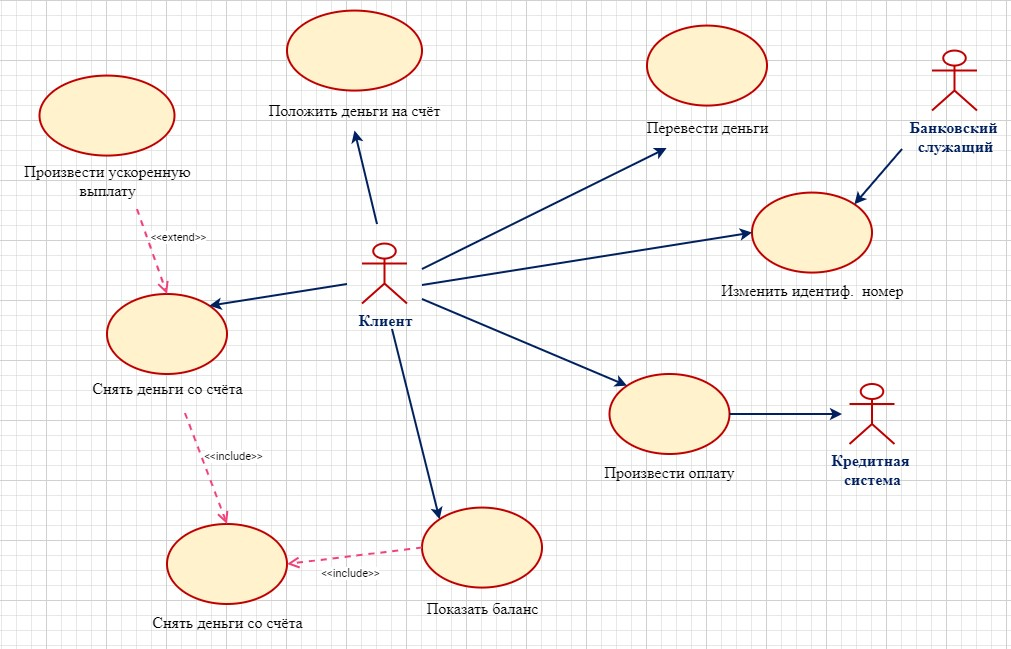 Положить деньги на счёт
Перевести деньги
Банковский
служащий
Произвести ускоренную
выплату
<<extend>>
Изменить идентиф. номер
Клиент
Снять деньги со счёта
<<include>>
Произвести оплату
Кредитная
система
<<include>>
Показать баланс
Снять деньги со счёта